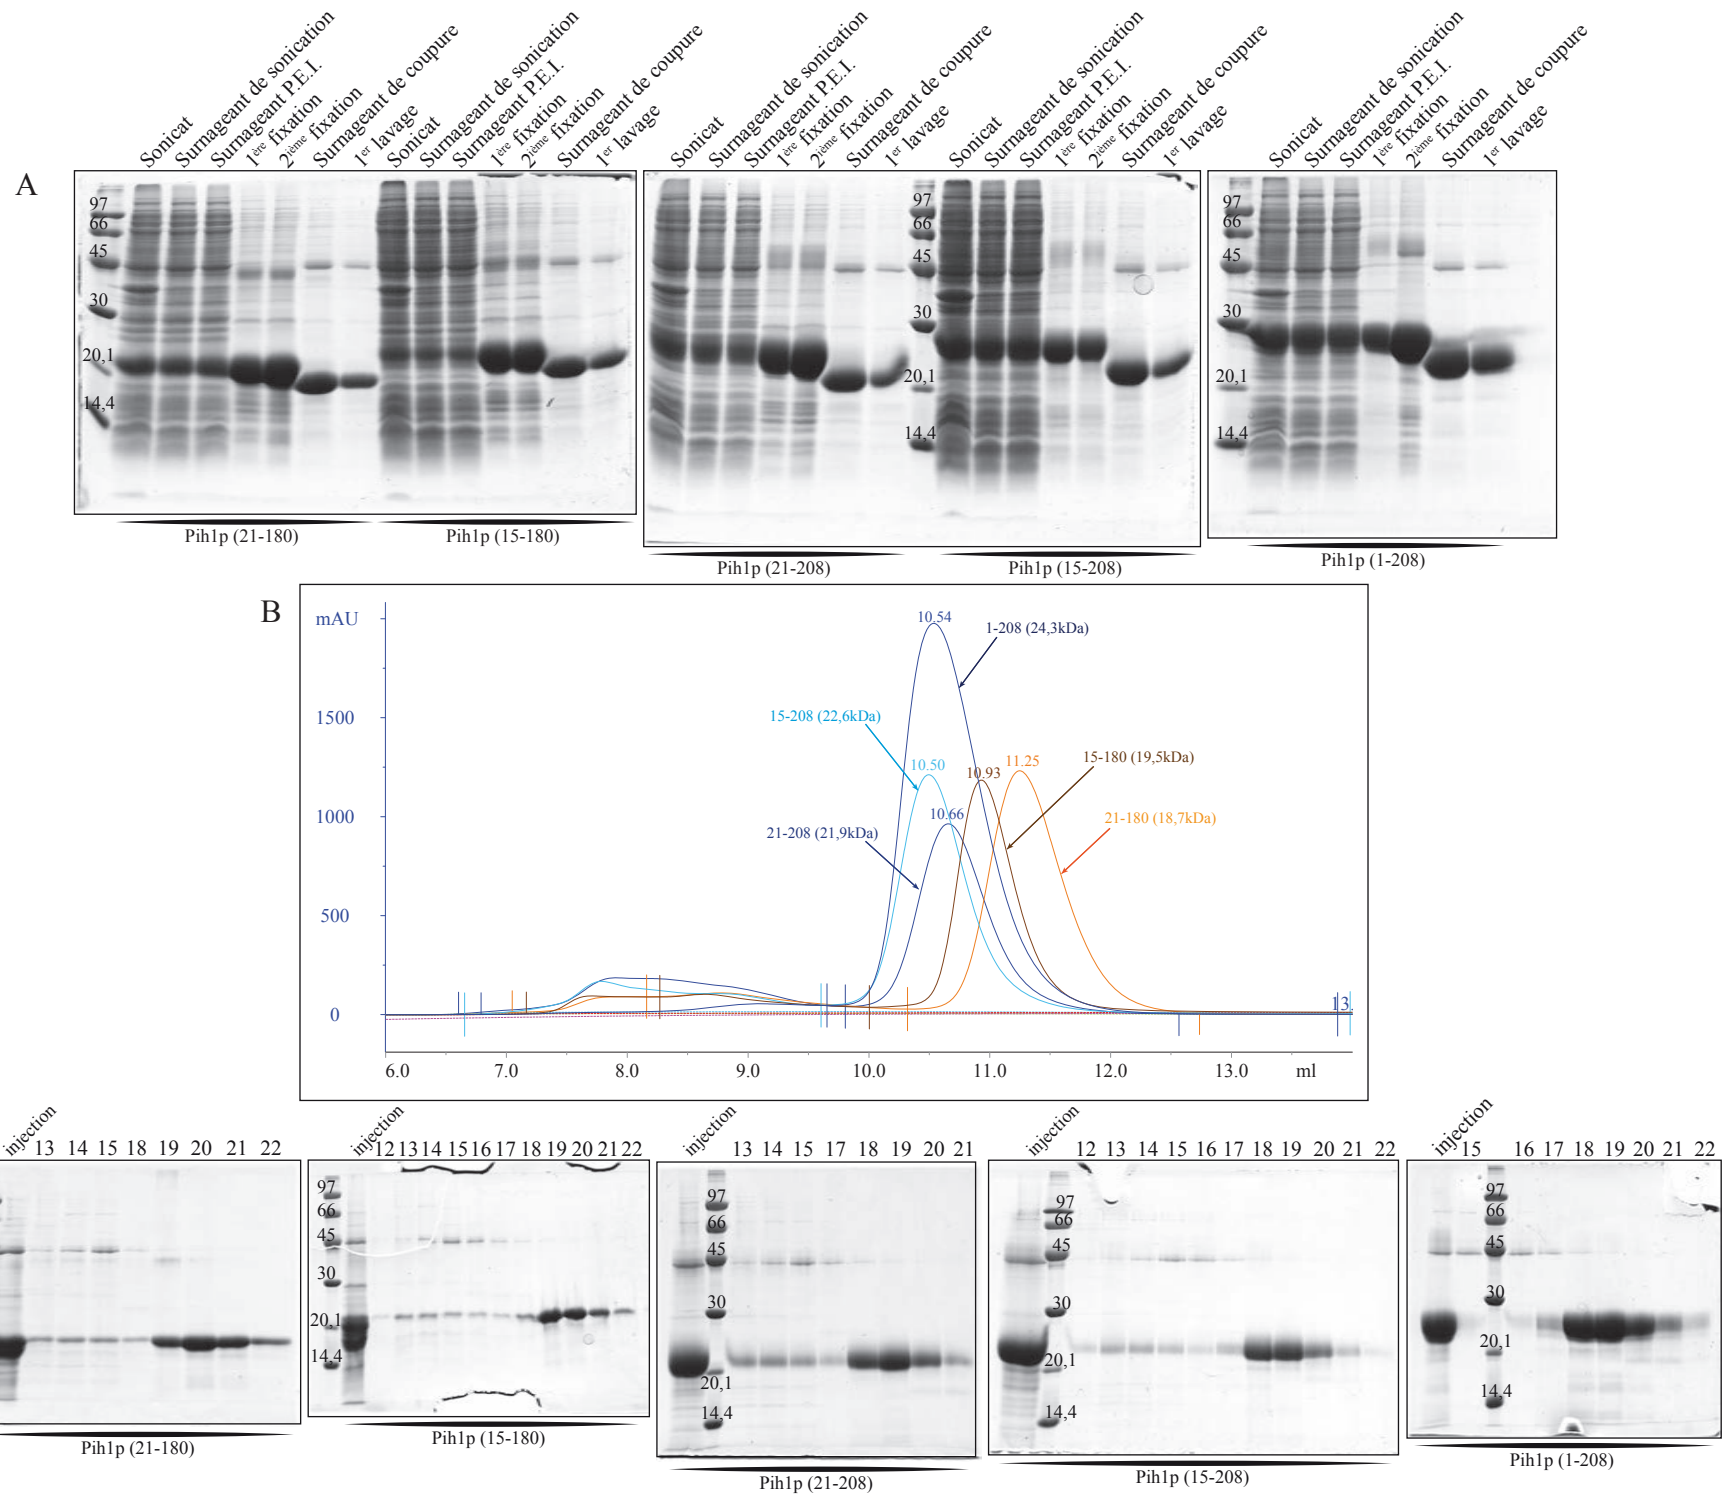 A
Sonicat
Surnageant de sonication
Surnageant P.E.I.
1ère fixation
2ième fixation
Surnageant de coupure
1er lavage
Sonicat
Surnageant de sonication
Surnageant P.E.I.
1ère fixation
2ième fixation
Surnageant de coupure
1er lavage
Sonicat
Surnageant de sonication
Surnageant P.E.I.
1ère fixation
2ième fixation
Surnageant de coupure
1er lavage
Sonicat
Surnageant de sonication
Surnageant P.E.I.
1ère fixation
2ième fixation
Surnageant de coupure
1er lavage
Sonicat
Surnageant de sonication
Surnageant P.E.I.
1ère fixation
2ième fixation
Surnageant de coupure
1er lavage
97
66
45
30
20,1
14,4
97
66
45
30
20,1
14,4
97
66
45
30
20,1
14,4
Pih1p (21-180)
Pih1p (15-180)
Pih1p (21-208)
Pih1p (15-208)
Pih1p (1-208)
B
mAU
1500
1000
500
0
10.54
1-208 (24,3kDa)
15-208 (22,6kDa)
10.50
10.93
11.25
15-180 (19,5kDa)
10.66
21-208 (21,9kDa)
21-180 (18,7kDa)
13.
6.0 7.0 8.0 9.0 10.0 11.0 12.0 13.0 ml
injection 13 14 15 18 19 20 21 22
Pih1p (21-180)
injection 12 13 14 15 16 17 18 19 20 21 22
97
66
45
30
20,1
14,4
Pih1p (15-180)
injection 13 14 15 17 18 19 20 21
97
66
45
30
20,1
14,4
Pih1p (21-208)
injection 12 13 14 15 16 17 18 19 20 21 22
97
66
45
30
20,1
14,4
Pih1p (15-208)
injection 15 16 17 18 19 20 21 22
97
66
45
30
20,1
14,4
Pih1p (1-208)